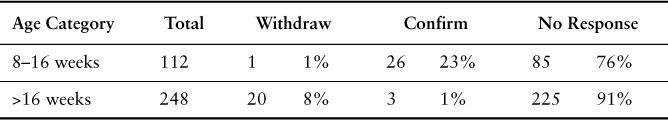 Age Category Total Withdraw Confirm No Response
8–16 weeks 112 1 1% 26 23% 85 76%
>16 weeks 248 20 8% 3 1% 225 91%